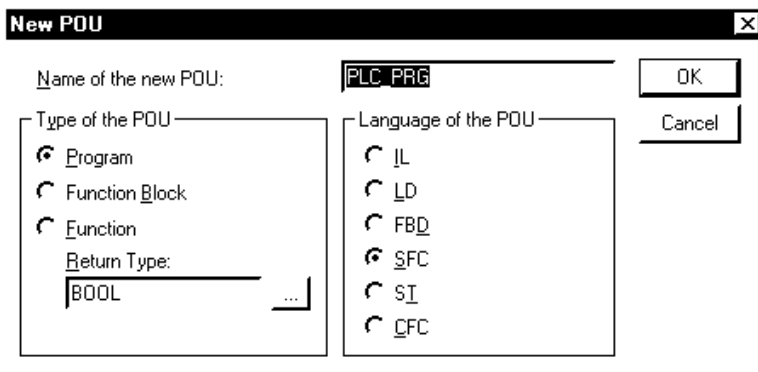 New POU
Name of the new POU:
PLC_PRG
OK
Cancel
Type of the POU
Program
Function Block
Function
Return Type:
BOOL
...
Language of the POU
IL
LD
FBD
SFC
ST
CFC